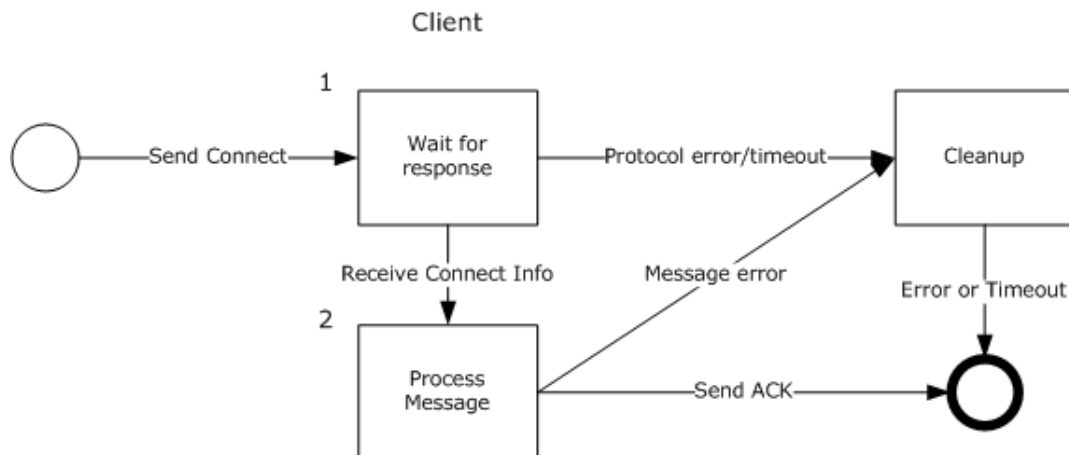 Client
1
Wait for
response
Send Connect
Protocol error/timeout
Cleanup
Receive Connect Info
Message error
Error or Timeout
2
Process
Message
Send ACK